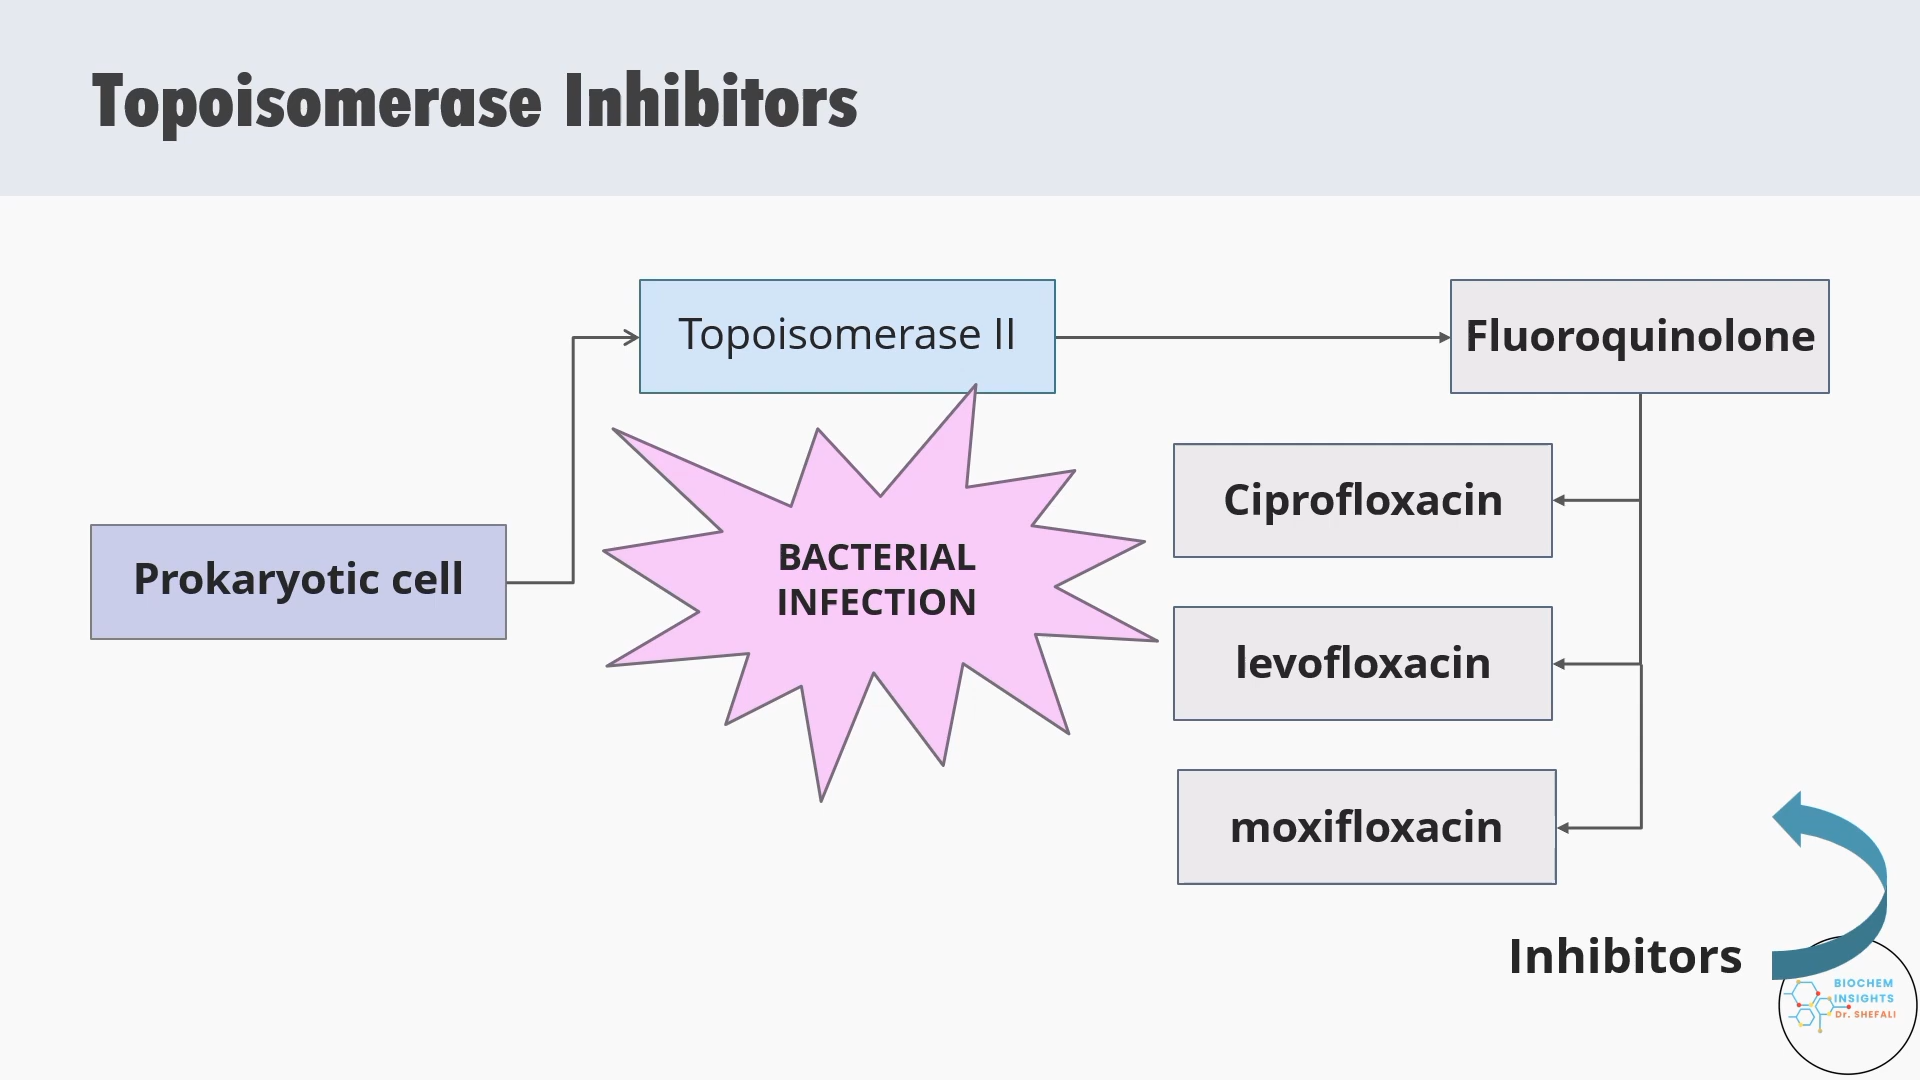 Topoisomerase Inhibitors
Topoisomerase II
Fluoroquinolone
Prokaryotic cell
BACTERIAL
INFECTION
Ciprofloxacin
levofloxacin
moxifloxacin
Inhibitors
BIOCHEM
INSIGHTS
Dr. SHEFALI